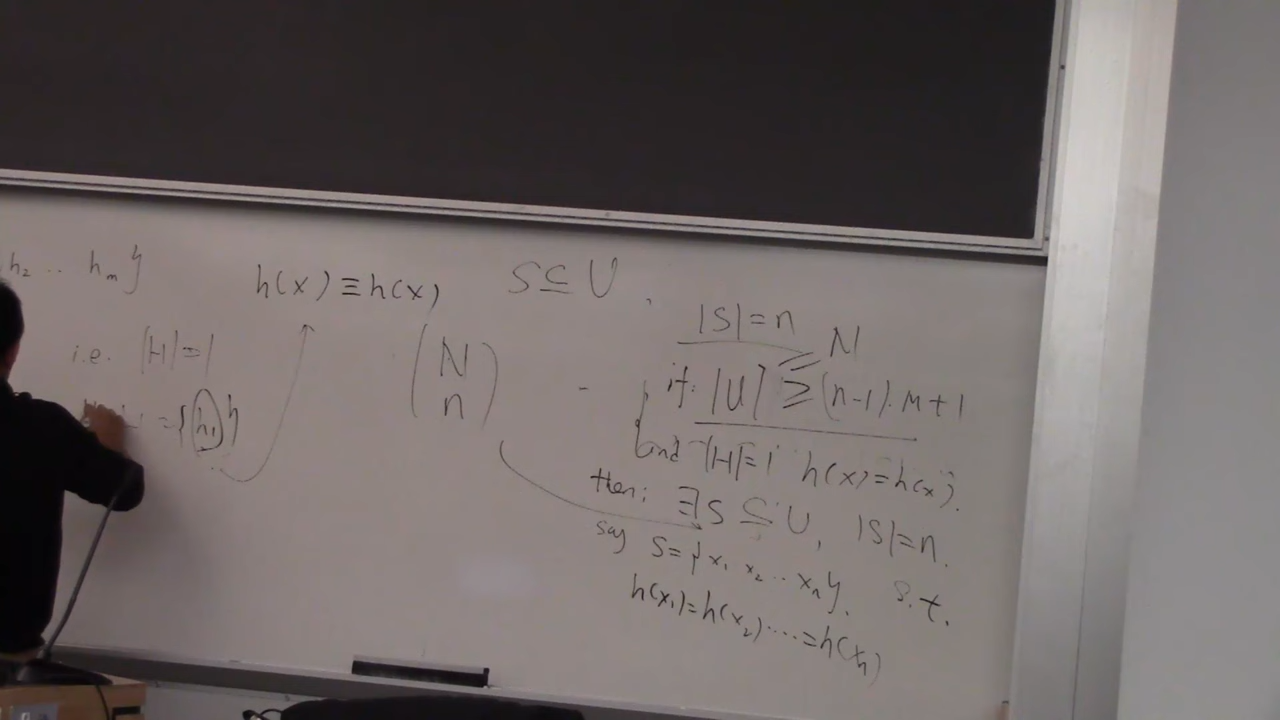 h₂ .. hₘ}
i.e. |H|=1
={h₁}
h(x)≡h(x)
(N n)
S⊆U,
|S|=n
≥ N
if: |U| ≥ (n-1).M+1
and |H|=1 h(x)=h(x).
then: ∃S⊆U, |S|=n.
say S={x₁ x₂...xₙ}. s.t.
h(x₁)=h(x₂)....=h(xₙ)